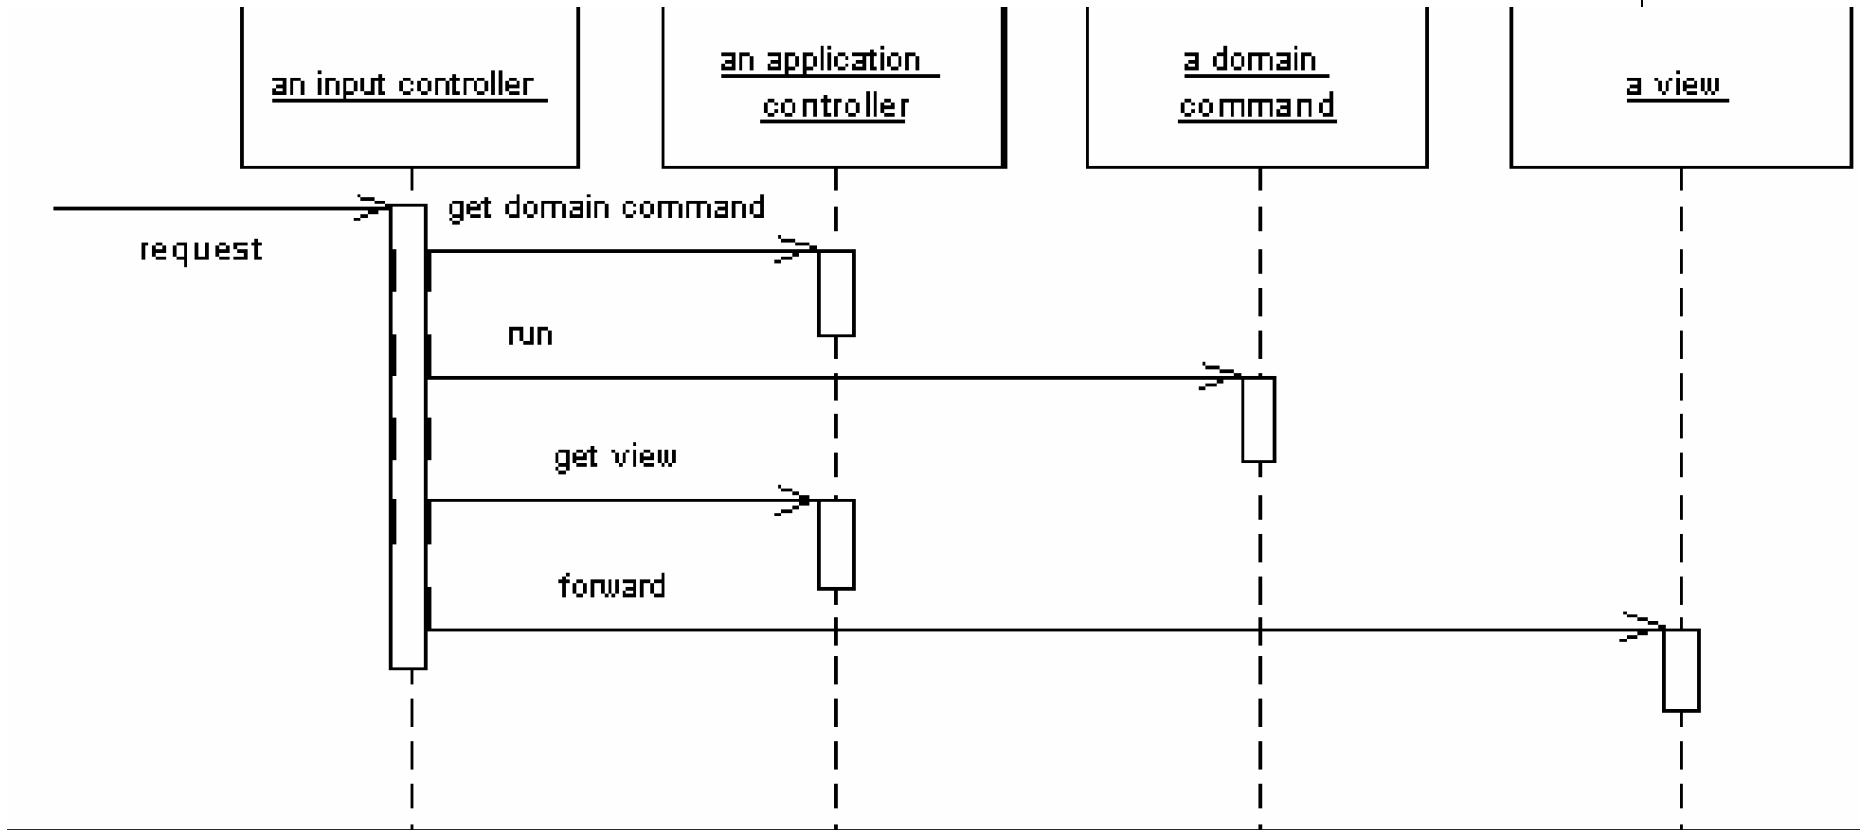 an input controller
an application
controller
a domain
command
a view
get domain command
request
run
get view
forward